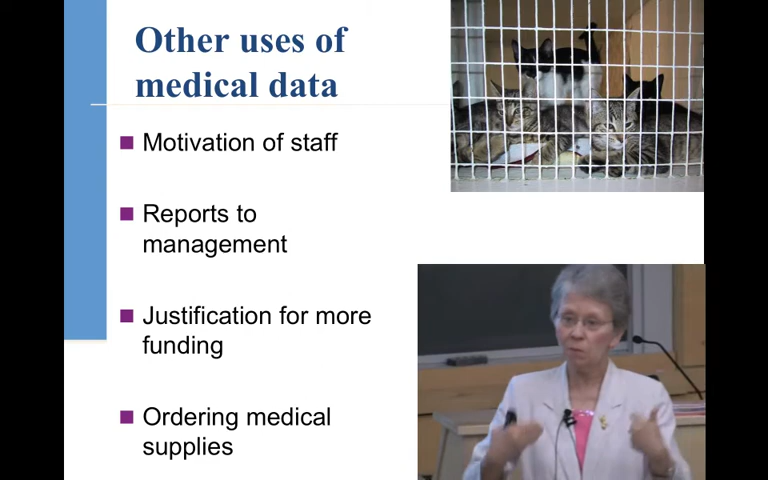 Other uses of
medical data
Motivation of staff
Reports to
management
Justification for more
funding
Ordering medical
supplies